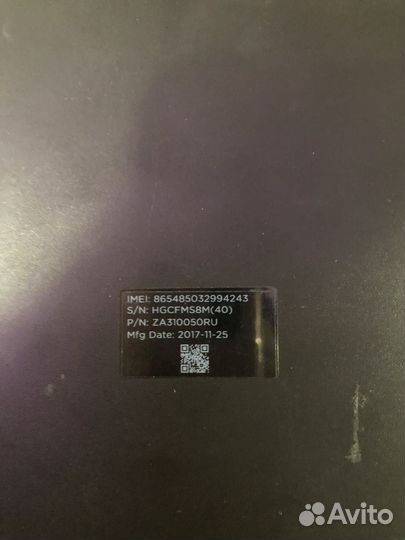 IMEI: 865485032994243
S/N: HGCFMS8M(40)
P/N: ZA310050RU
Mfg Date: 2017-11-25
Avito